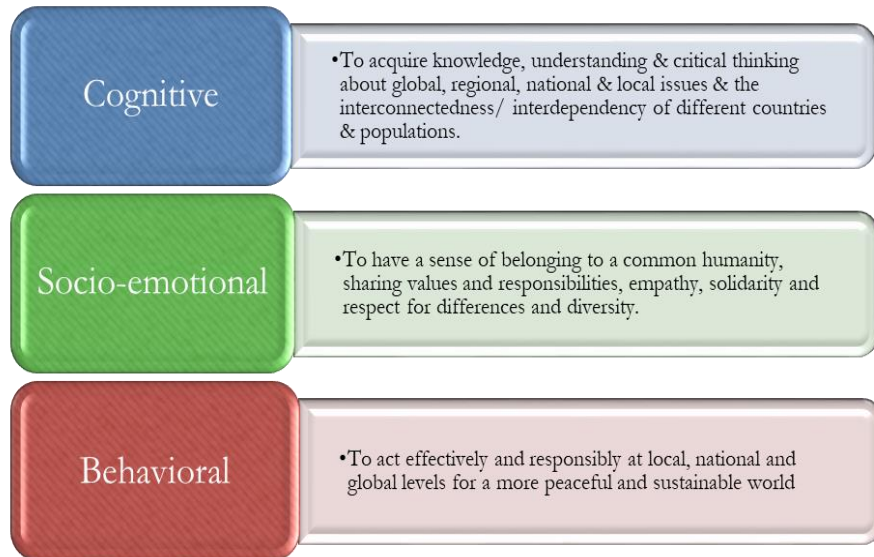 Cognitive
•To acquire knowledge, understanding & critical thinking
about global, regional, national & local issues & the
interconnectedness/ interdependency of different countries
& populations.
Socio-emotional
•To have a sense of belonging to a common humanity,
sharing values and responsibilities, empathy, solidarity and
respect for differences and diversity.
Behavioral
•To act effectively and responsibly at local, national and
global levels for a more peaceful and sustainable world